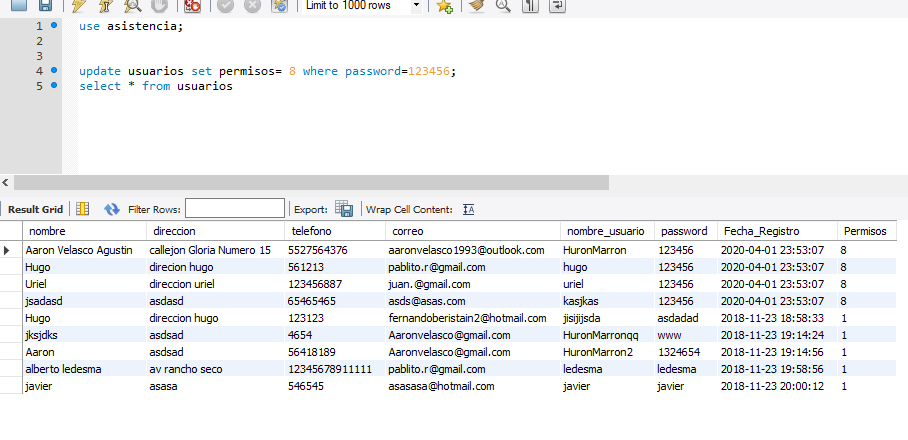 Limit to 1000 rows
1 use asistencia;
2
3
4 update usuarios set permisos= 8 where password=123456;
5 select * from usuarios
Result Grid Filter Rows: Export: Wrap Cell Content:
nombre direccion telefono correo nombre_usuario password Fecha_Registro Permisos
Aaron Velasco Agustin callejon Gloria Numero 15 5527564376 aaronvelasco1993@outlook.com HuronMarron 123456 2020-04-01 23:53:07 8
Hugo direcion hugo 561213 pablito.r@gmail.com hugo 123456 2020-04-01 23:53:07 8
Uriel direccion uriel 123456887 juan.@gmail.com uriel 123456 2020-04-01 23:53:07 8
jsadasd asdasd 65465465 asds@asas.com kasjkas 123456 2020-04-01 23:53:07 8
Hugo direccion hugo 123123 fernandoberistain2@hotmail.com jisijijsda asdadad 2018-11-23 18:58:33 1
jksjdks asdsad 4654 Aaronvelasco@gmail.com HuronMarronqq www 2018-11-23 19:14:24 1
Aaron asdsad 56418189 Aaronvelasco@gmail.com HuronMarron2 1324654 2018-11-23 19:14:56 1
alberto ledesma av rancho seco 12345678911111 pablito.r@gmail.com ledesma ledesma 2018-11-23 19:58:56 1
javier asasa 546545 asasasa@hotmail.com javier javier 2018-11-23 20:00:12 1